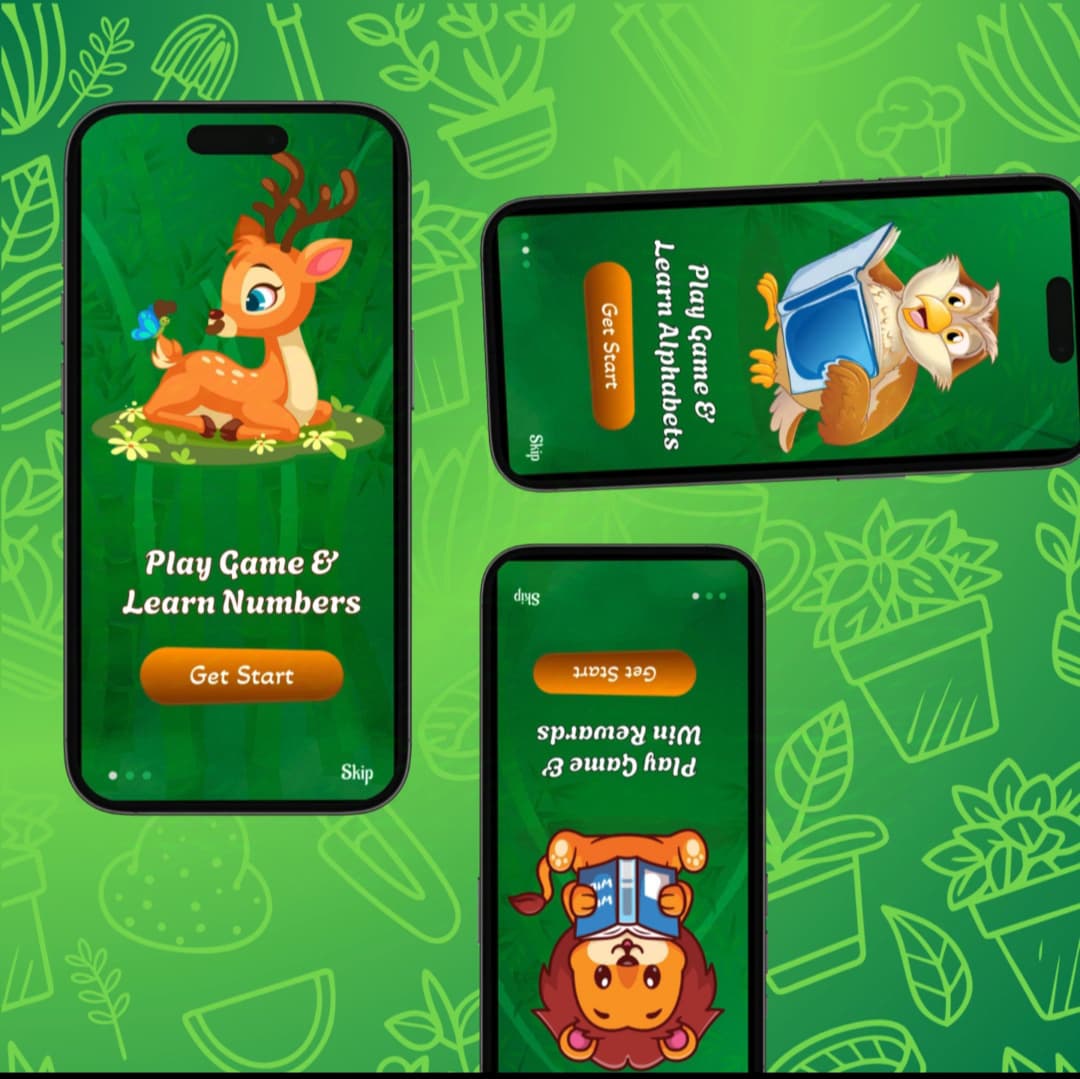 Play Game &
Learn Numbers
Get Start
Skip
Play Game &
Learn Alphabets
Get Start
Skip
Play Game &
Win Rewards
Get Start
Skip